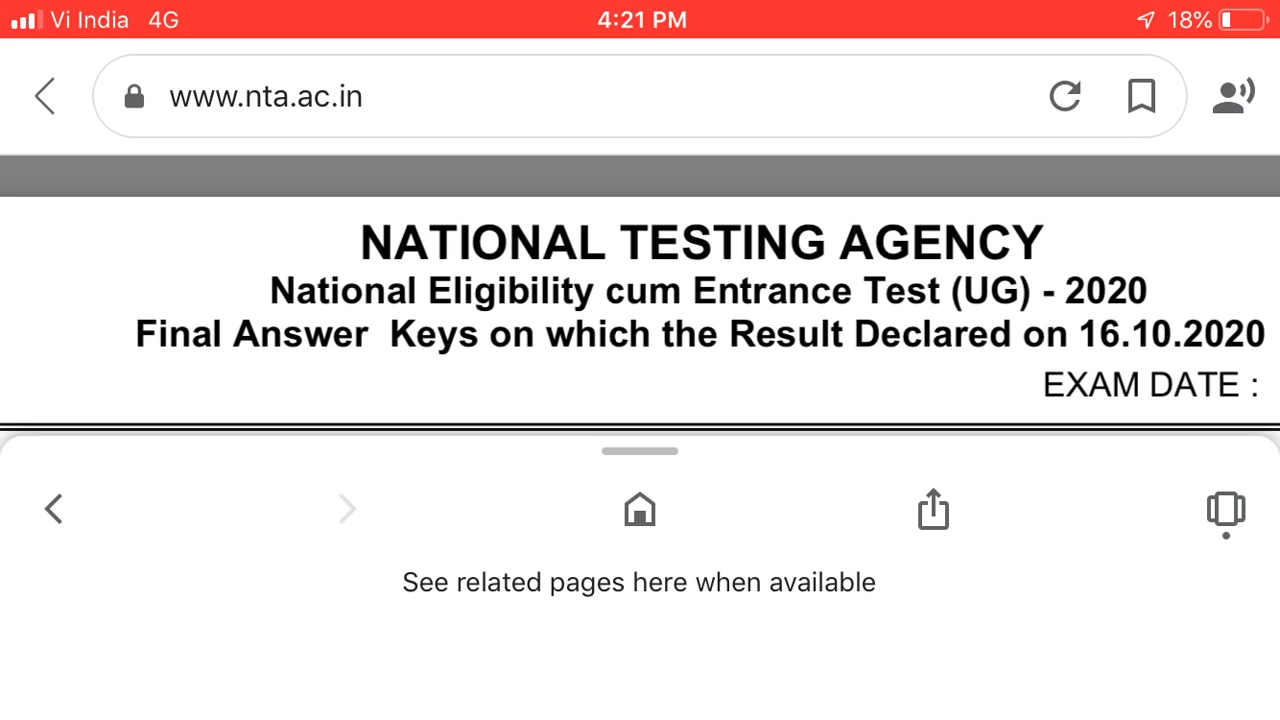 Vi India 4G 4:21 PM 18%
www.nta.ac.in
NATIONAL TESTING AGENCY
National Eligibility cum Entrance Test (UG) - 2020
Final Answer Keys on which the Result Declared on 16.10.2020
EXAM DATE :
See related pages here when available